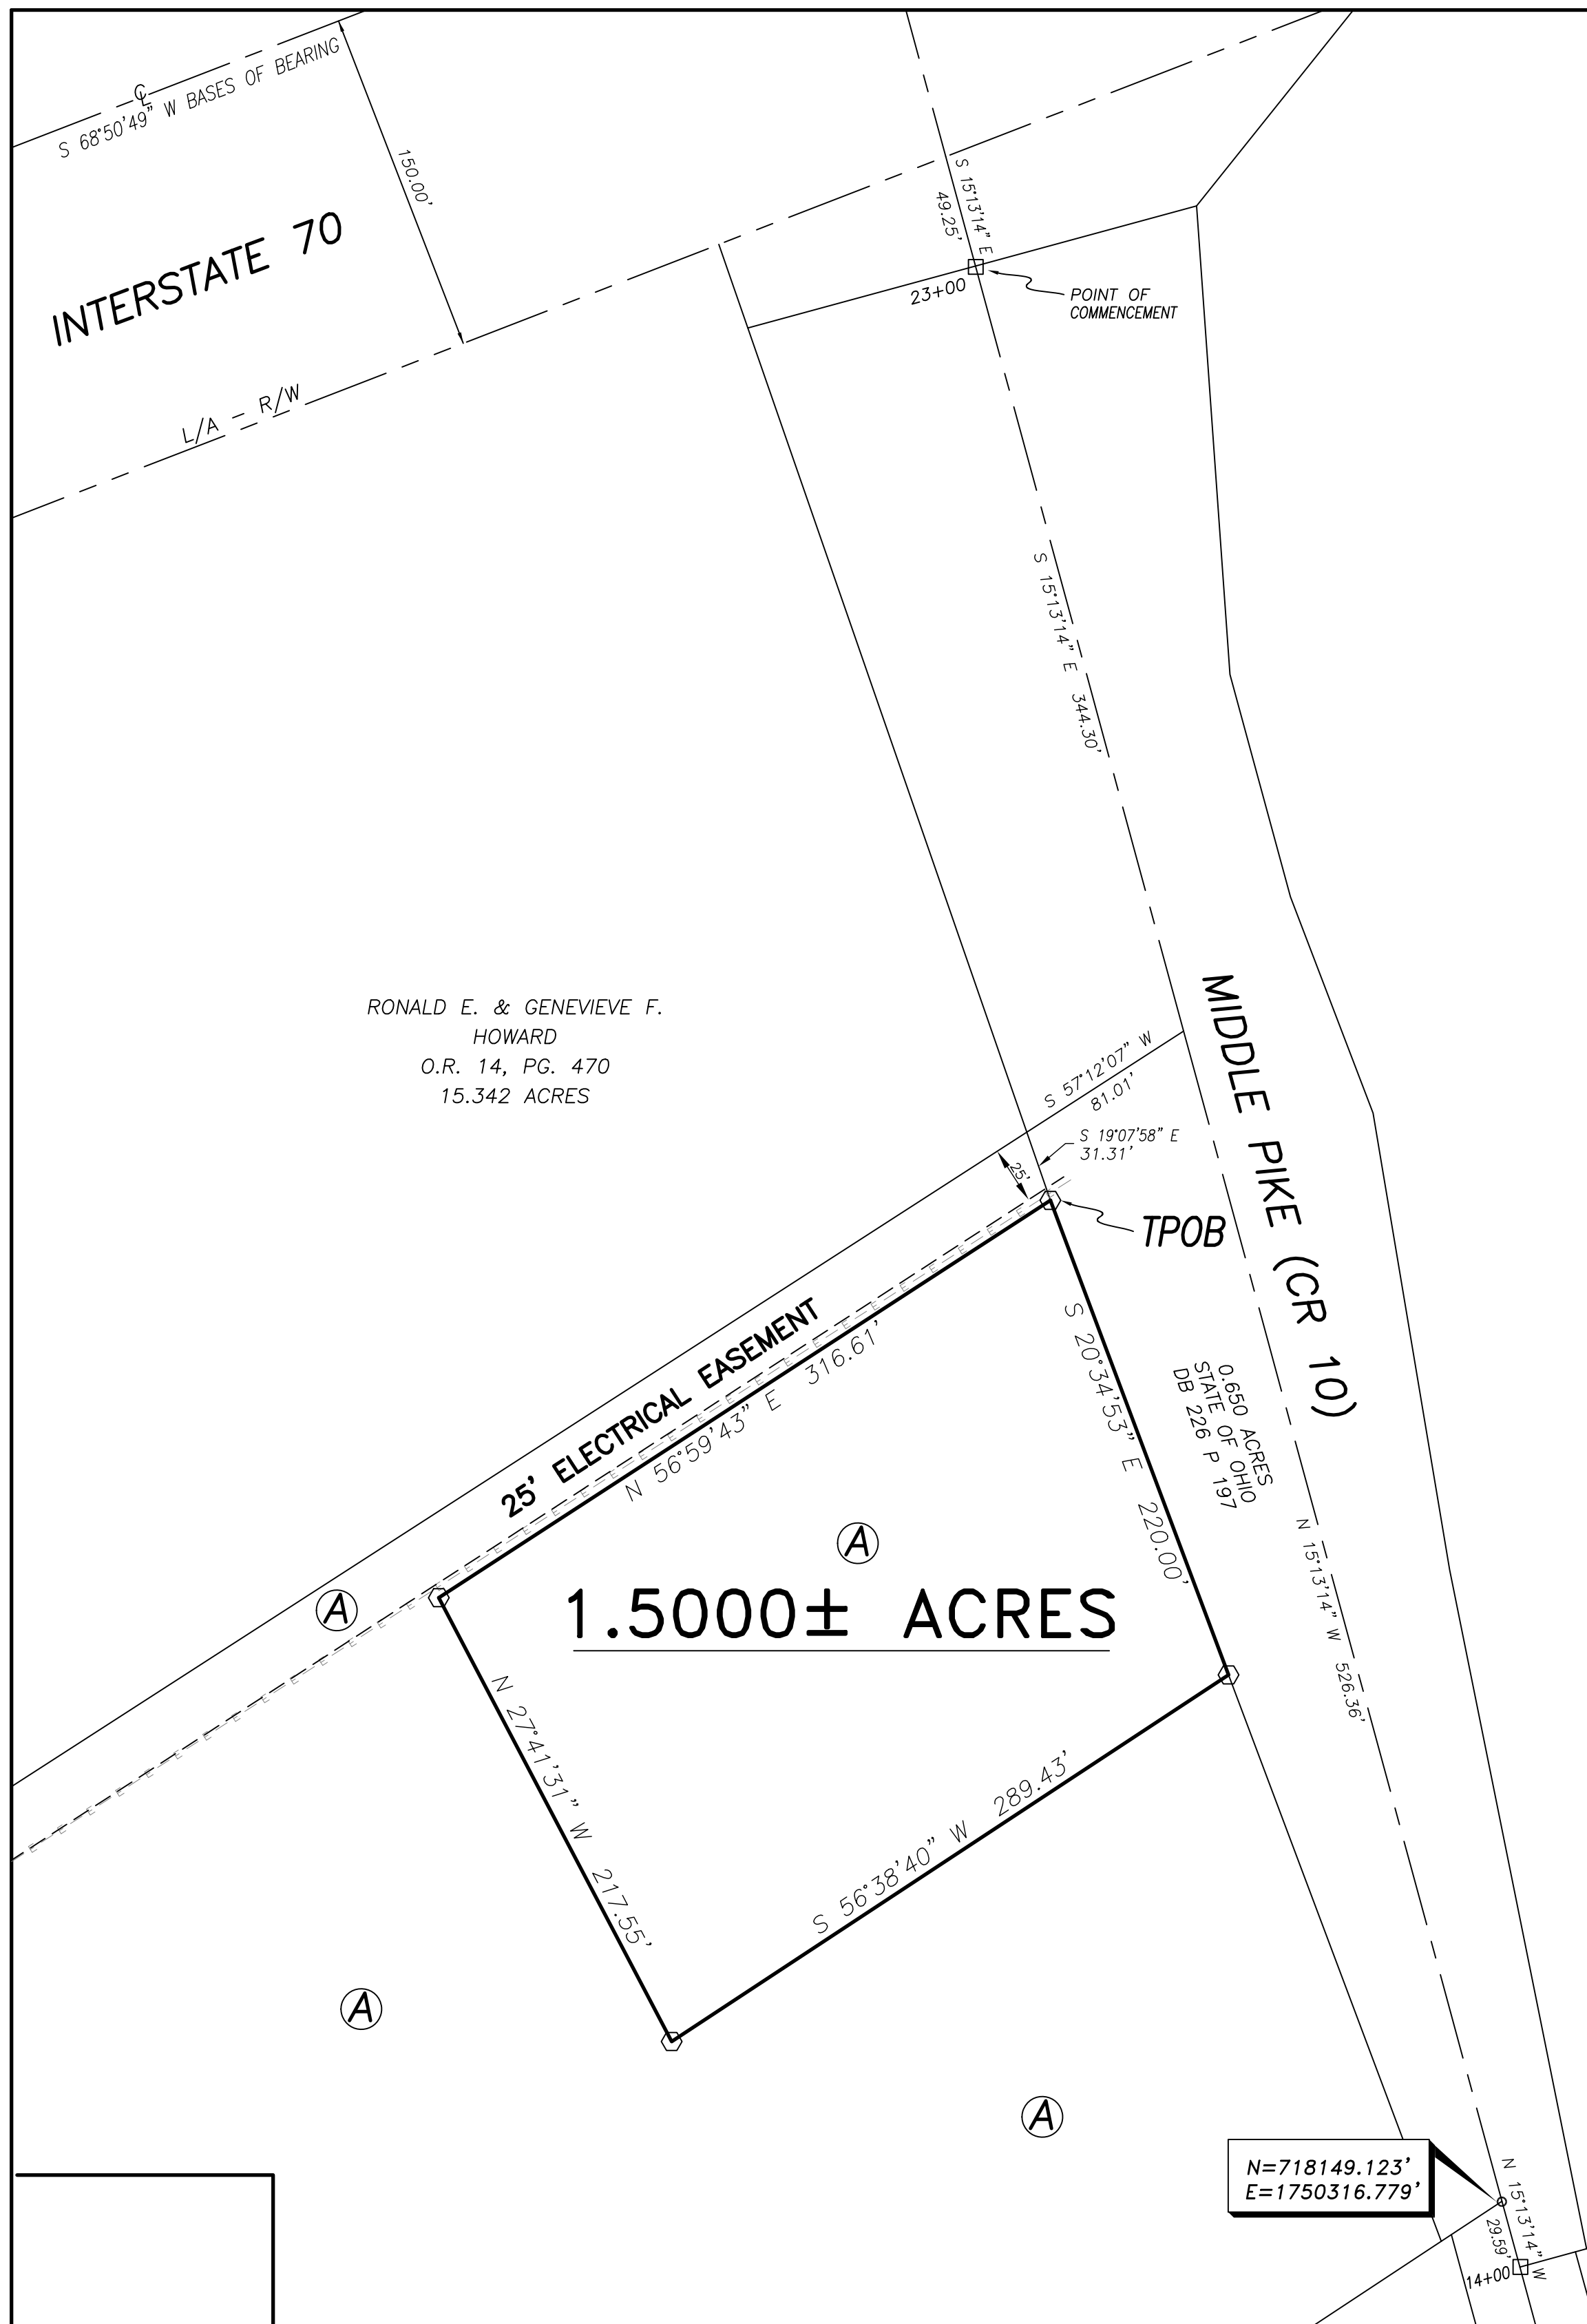 ℄
S 68°50'49" W BASES OF BEARING
150.00'
INTERSTATE 70
L/A - R/W
S 15°13'14" E
49.25'
23+00
POINT OF
COMMENCEMENT
S 15°13'14" E 344.30'
RONALD E. & GENEVIEVE F.
HOWARD
O.R. 14, PG. 470
15.342 ACRES
MIDDLE PIKE (CR 10)
S 57°12'07" W
81.01'
S 19°07'58" E
31.31'
25'
TPOB
25' ELECTRICAL EASEMENT
N 56°59'43" E 316.61'
S 20°34'53" E 220.00'
0.650 ACRES
STATE OF OHIO
DB 226 P 197
N 15°13'14" W 526.36'
A
A
1.5000± ACRES
N 27°41'31" W 217.55'
S 56°38'40" W 289.43'
A
A
N=718149.123'
E=1750316.779'
N 15°13'14" W
29.59'
14+00
E E E E E E E E E E E E E E E E E E E E E E E E E E E E E E E E E E E